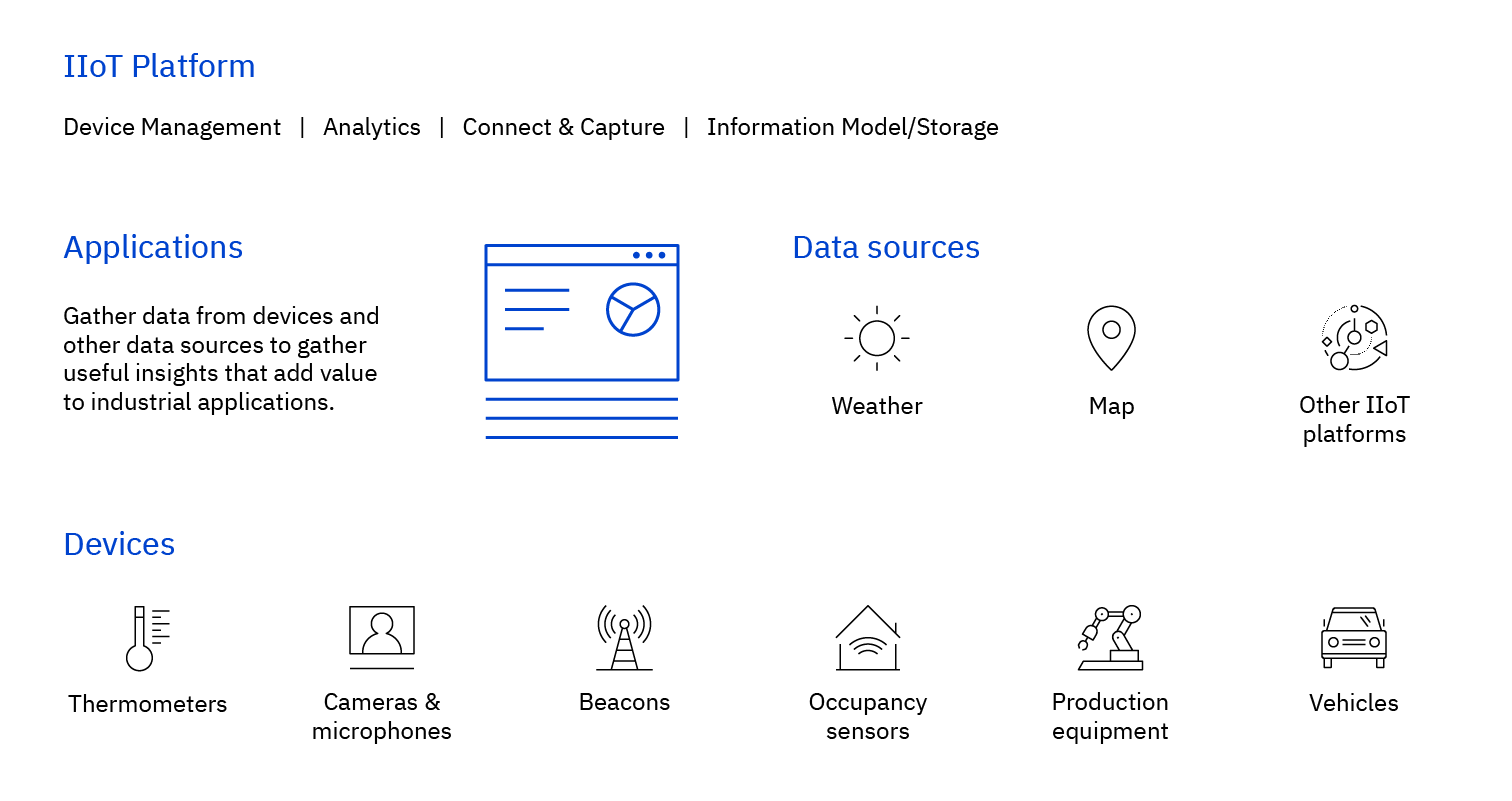 IIoT Platform
Device Management | Analytics | Connect & Capture | Information Model/Storage
Applications
Gather data from devices and
other data sources to gather
useful insights that add value
to industrial applications.
Data sources
Weather
Map
Other IIoT
platforms
Devices
Thermometers
Cameras &
microphones
Beacons
Occupancy
sensors
Production
equipment
Vehicles